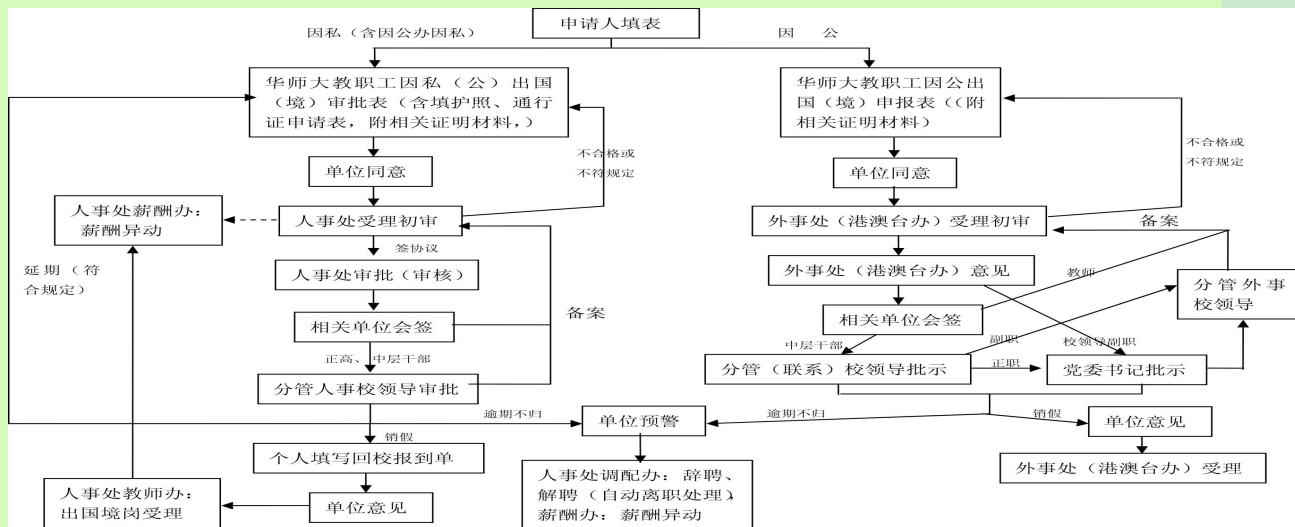 申请人填表
因私（含因公办因私）
因 公
华师大教职工因私（公）出国
（境）审批表（含填护照、通行
证申请表，附相关证明材料，）
华师大教职工因公出
国（境）申报表（（附
相关证明材料）
不合格或
不符规定
不合格或
不符规定
单位同意
单位同意
人事处薪酬办：
薪酬异动
人事处受理初审
外事处（港澳台办）受理初审
备案
签协议
延期（符
合规定）
人事处审批（审核）
外事处（港澳台办）意见
教师
分管外事
校领导
相关单位会签
备案
相关单位会签
副职
正高、中层干部
中层干部
校领导副职
分管人事校领导审批
分管（联系）校领导批示
正职
党委书记批示
逾期不归
单位预警
逾期不归
销假
单位意见
销假
个人填写回校报到单
外事处（港澳台办）受理
人事处教师办：
出国境岗受理
单位意见
人事处调配办：辞聘、
解聘（自动离职处理）
薪酬办：薪酬异动